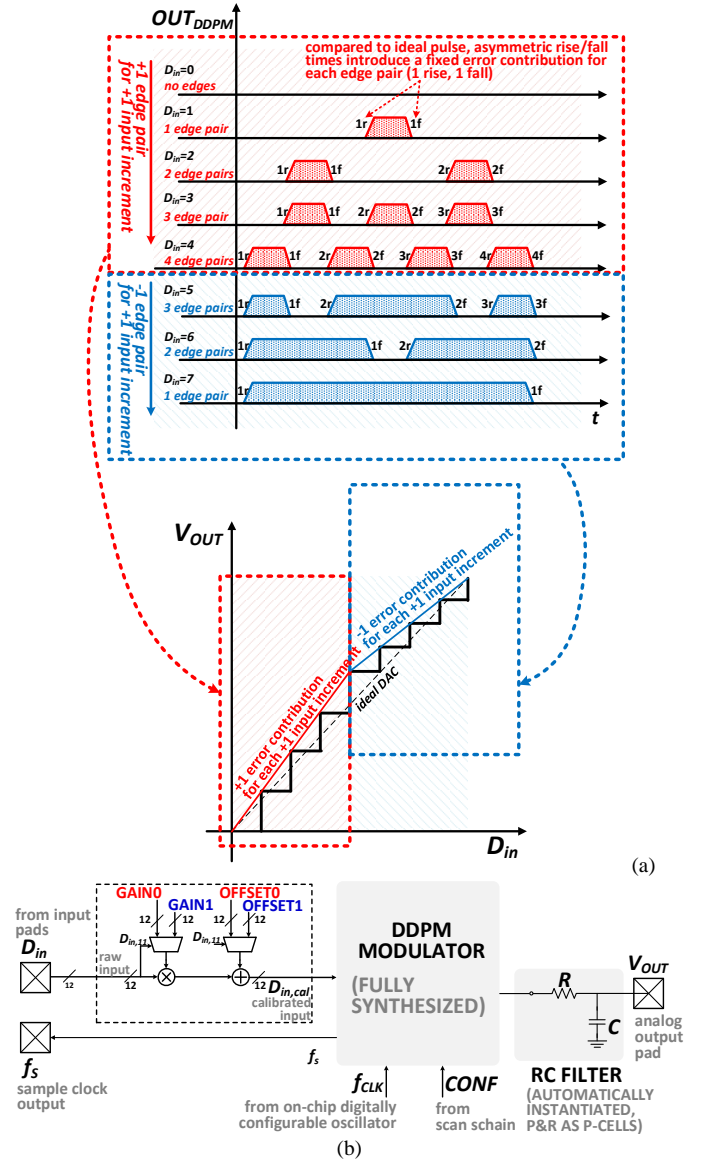 OUT_DDPM
compared to ideal pulse, asymmetric rise/fall
times introduce a fixed error contribution for
each edge pair (1 rise, 1 fall)
+1 edge pair
for +1 input increment
D_in=0
no edges
D_in=1
1 edge pair
1r 1f
D_in=2
2 edge pairs
1r 1f 2r 2f
D_in=3
3 edge pair
1r 1f 2r 2f 3r 3f
D_in=4
4 edge pairs
1r 1f 2r 2f 3r 3f 4r 4f
-1 edge pair
for +1 input increment
D_in=5
3 edge pairs
1r 1f 2r 2f 3r 3f
D_in=6
2 edge pairs
1r 1f 2r 2f
D_in=7
1 edge pair
1r 1f
t
V_OUT
+1 error contribution
for each +1 input increment
-1 error contribution
for each +1 input increment
ideal DAC
D_in
(a)
from input
pads
D_in
12
raw
input
12
GAIN0
GAIN1
12 12
D_in,11
OFFSET0
OFFSET1
12 12
D_in,11
12
D_in,cal
calibrated
input
DDPM
MODULATOR
(FULLY
SYNTHESIZED)
R
C
V_OUT
analog
output
pad
RC FILTER
(AUTOMATICALLY
INSTANTIATED,
P&R AS P-CELLS)
f_s
f_S
sample clock
output
f_CLK
from on-chip digitally
configurable oscillator
CONF
from
scan schain
(b)